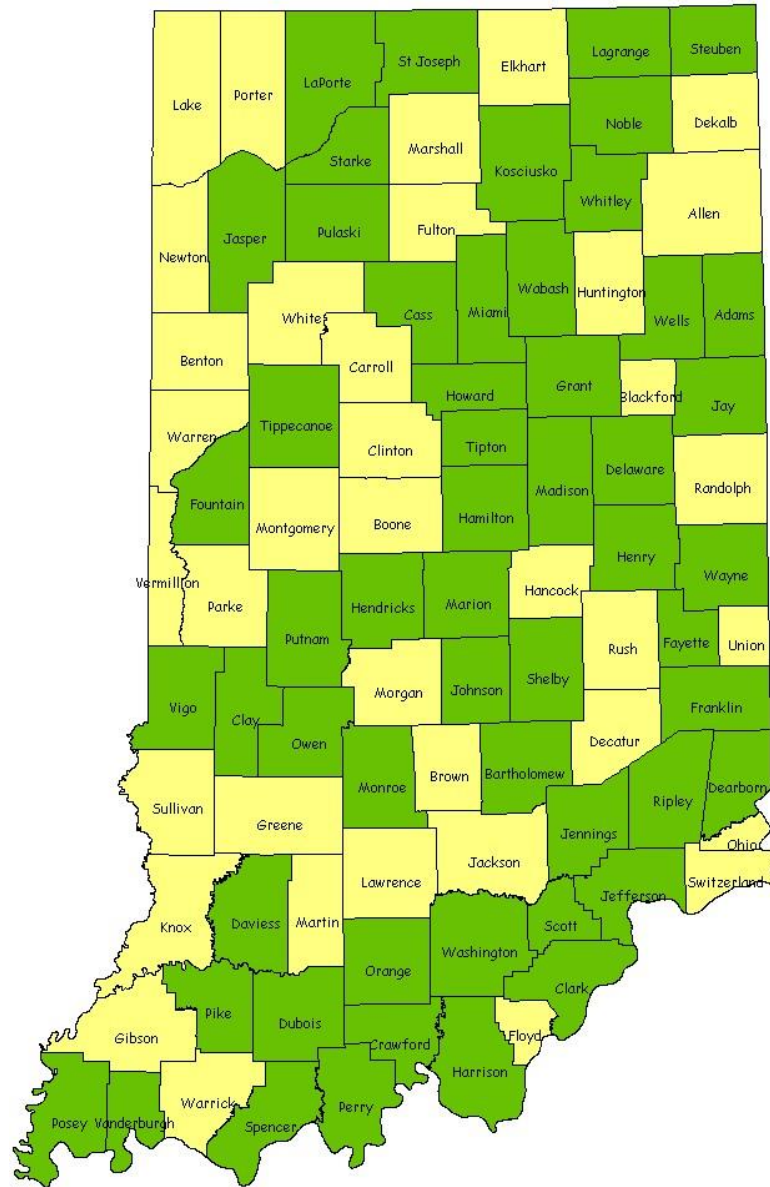 Steuben
Lagrange
St Joseph
Elkhart
LaPorte
Porter
Lake
Noble
Dekalb
Marshall
Starke
Kosciusko
Whitley
Allen
Fulton
Pulaski
Jasper
Newton
Wabash
Huntington
White
Cass
Miami
Wells
Adams
Benton
Carroll
Howard
Grant
Blackford
Jay
Tippecanoe
Warren
Clinton
Tipton
Delaware
Madison
Randolph
Fountain
Montgomery
Boone
Hamilton
Henry
Wayne
Vermillion
Parke
Hendricks
Marion
Hancock
Putnam
Rush
Fayette
Union
Morgan
Johnson
Shelby
Franklin
Vigo
Clay
Owen
Decatur
Monroe
Brown
Bartholomew
Ripley
Dearborn
Sullivan
Greene
Jennings
Ohio
Jackson
Lawrence
Switzerland
Jefferson
Knox
Daviess
Martin
Scott
Washington
Orange
Clark
Pike
Dubois
Gibson
Floyd
Crawford
Harrison
Warrick
Perry
Posey
Vanderburgh
Spencer